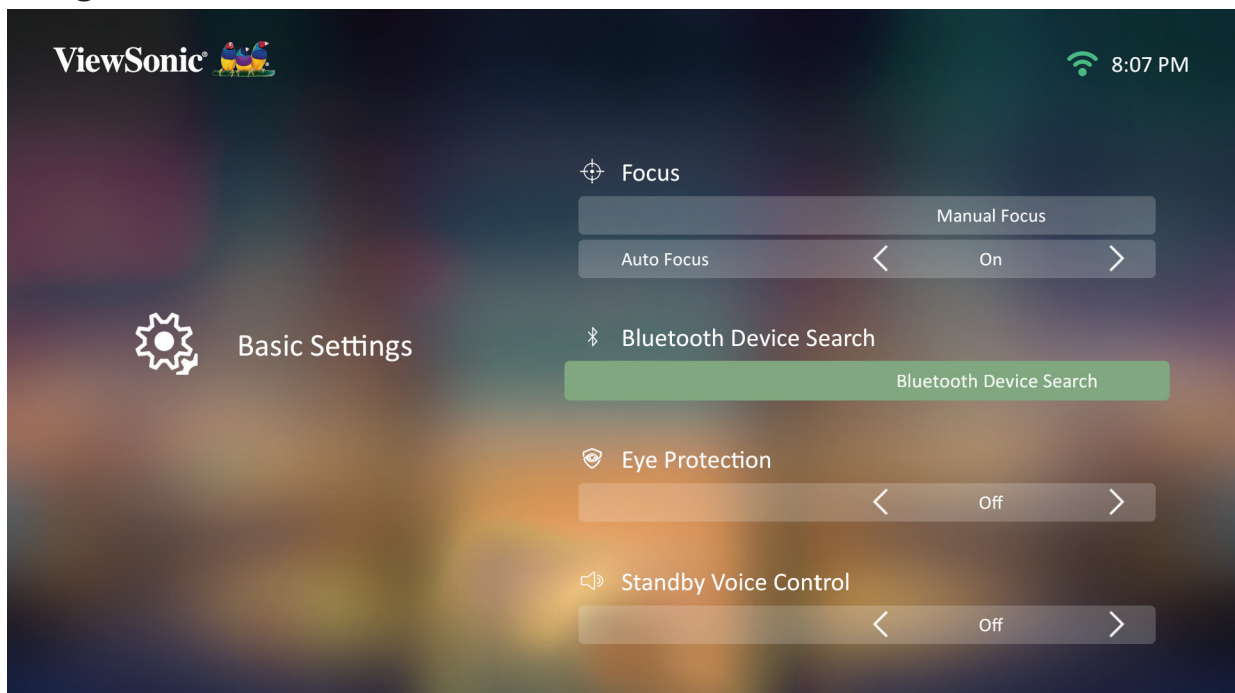 ViewSonic®
8:07 PM
Focus
Manual Focus
Auto Focus On
Basic Settings
Bluetooth Device Search
Bluetooth Device Search
Eye Protection
Off
Standby Voice Control
Off